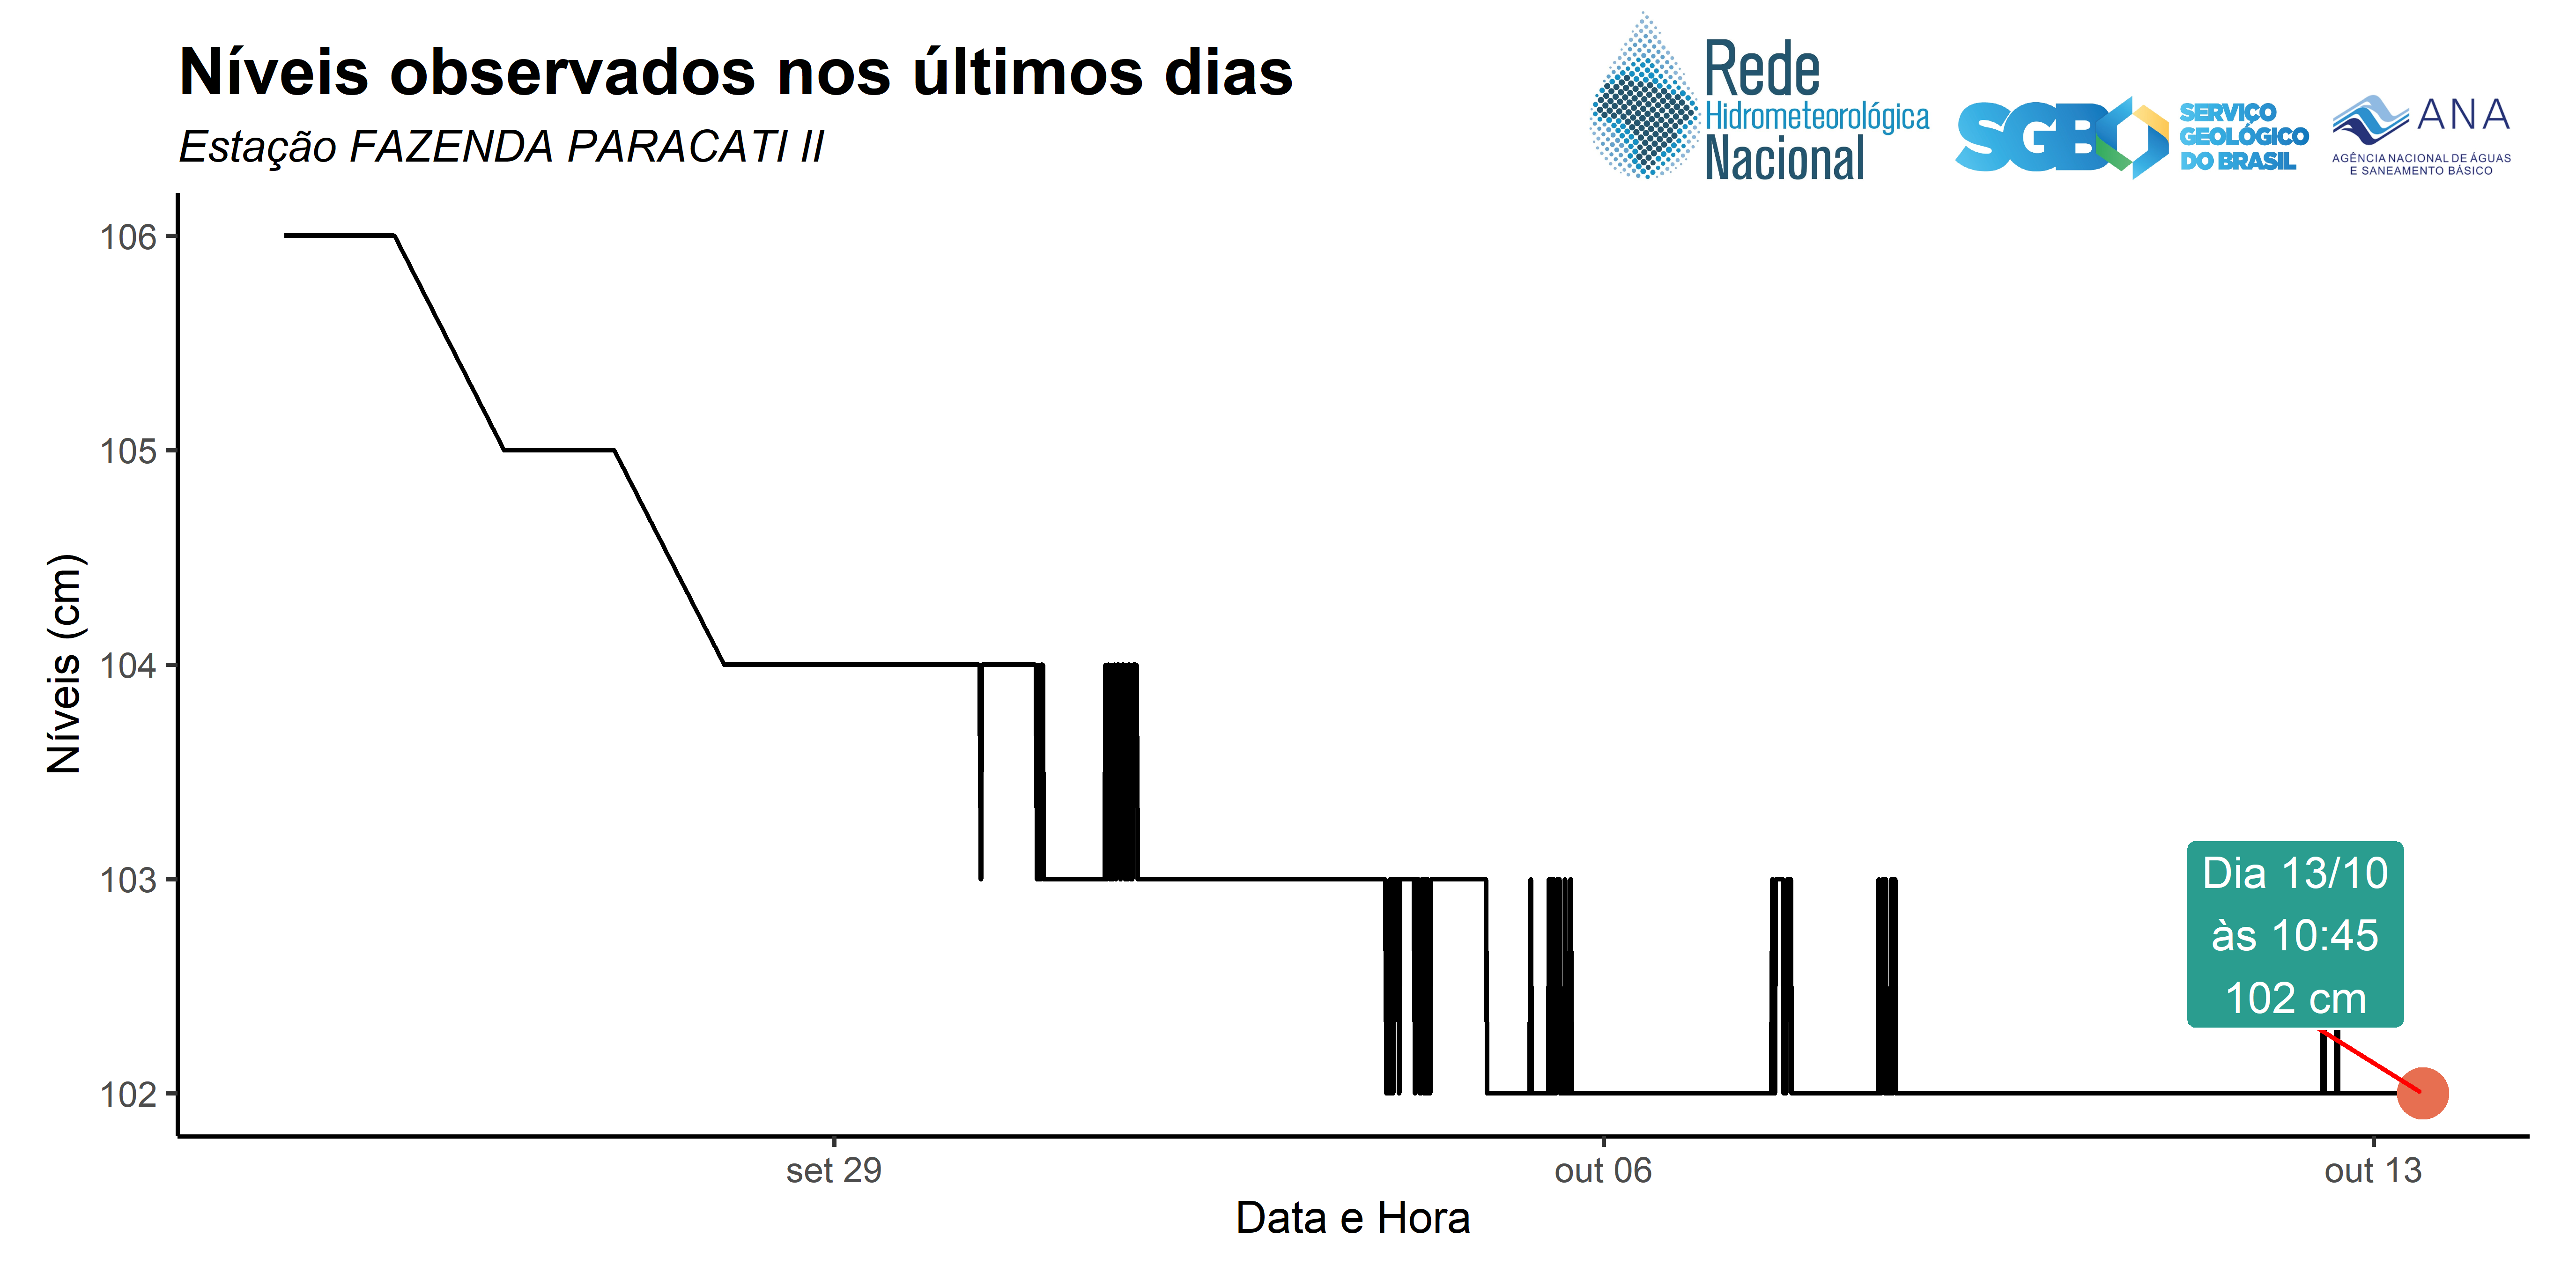 Níveis observados nos últimos dias
Estação FAZENDA PARACATI II
Rede
Hidrometeorológica
Nacional
SGB
SERVIÇO
GEOLÓGICO
DO BRASIL
ANA
AGÊNCIA NACIONAL DE ÁGUAS
E SANEAMENTO BÁSICO
Níveis (cm)
106
105
104
103
102
Dia 13/10
às 10:45
102 cm
set 29
out 06
out 13
Data e Hora